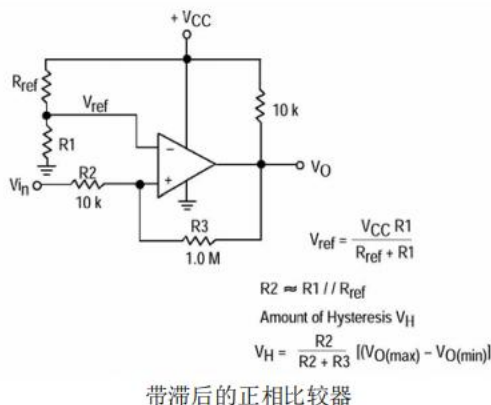 + VCC
Rref
Vref
10 k
R1
−
VO
Vin
R2
10 k
+
R3
1.0 M
Vref = VCC R1 / Rref + R1
R2 ≈ R1 // Rref
Amount of Hysteresis VH
VH = R2 / R2 + R3 [(VO(max) − VO(min)]
带滞后的正相比较器